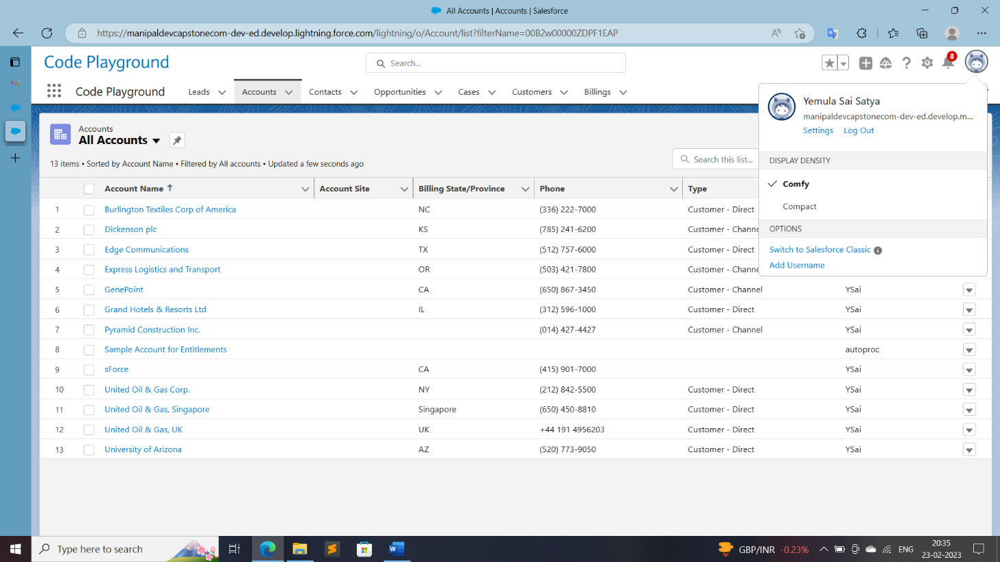 All Accounts | Accounts | Salesforce
https://manipaldevcapstonecom-dev-ed.develop.lightning.force.com/lightning/o/Account/list?filterName=00B2w00000ZDPF1EAP
Code Playground
Search...
8
Code Playground Leads Accounts Contacts Opportunities Cases Customers Billings
Yemula Sai Satya
manipaldevcapstonecom-dev-ed.develop.m...
Settings Log Out
DISPLAY DENSITY
Comfy
Compact
OPTIONS
Switch to Salesforce Classic
Add Username
Accounts
All Accounts
13 items • Sorted by Account Name • Filtered by All accounts • Updated a few seconds ago
Search this list...
Account Name ↑ Account Site Billing State/Province Phone Type
1 Burlington Textiles Corp of America NC (336) 222-7000 Customer - Direct
2 Dickenson plc KS (785) 241-6200 Customer - Channe
3 Edge Communications TX (512) 757-6000 Customer - Direct
4 Express Logistics and Transport OR (503) 421-7800 Customer - Channe
5 GenePoint CA (650) 867-3450 Customer - Channel YSai
6 Grand Hotels & Resorts Ltd IL (312) 596-1000 Customer - Direct YSai
7 Pyramid Construction Inc. (014) 427-4427 Customer - Channel YSai
8 Sample Account for Entitlements autoproc
9 sForce CA (415) 901-7000 YSai
10 United Oil & Gas Corp. NY (212) 842-5500 Customer - Direct YSai
11 United Oil & Gas, Singapore Singapore (650) 450-8810 Customer - Direct YSai
12 United Oil & Gas, UK UK +44 191 4956203 Customer - Direct YSai
13 University of Arizona AZ (520) 773-9050 Customer - Direct YSai
Type here to search
GBP/INR -0.23%
ENG
20:35
23-02-2023